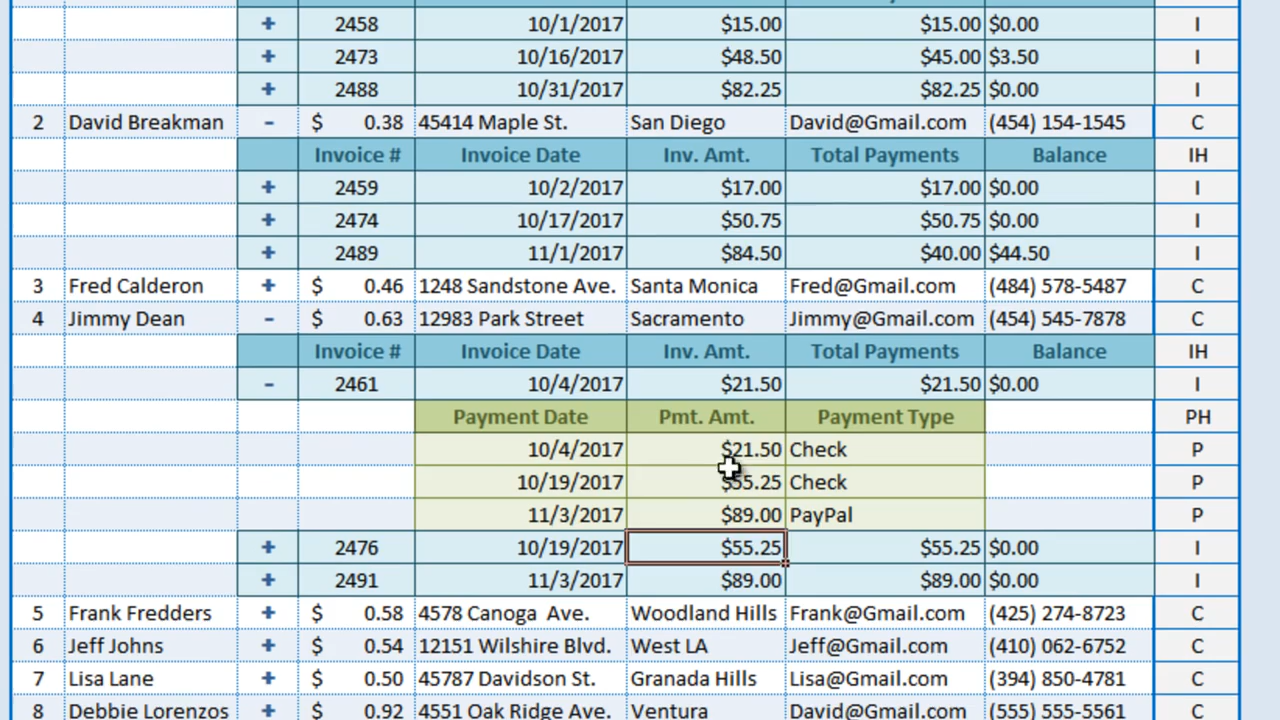 + 2458 10/1/2017 $15.00 $15.00 $0.00 I
+ 2473 10/16/2017 $48.50 $45.00 $3.50 I
+ 2488 10/31/2017 $82.25 $82.25 $0.00 I
2 David Breakman - $ 0.38 45414 Maple St. San Diego David@Gmail.com (454) 154-1545 C
Invoice # Invoice Date Inv. Amt. Total Payments Balance IH
+ 2459 10/2/2017 $17.00 $17.00 $0.00 I
+ 2474 10/17/2017 $50.75 $50.75 $0.00 I
+ 2489 11/1/2017 $84.50 $40.00 $44.50 I
3 Fred Calderon + $ 0.46 1248 Sandstone Ave. Santa Monica Fred@Gmail.com (484) 578-5487 C
4 Jimmy Dean - $ 0.63 12983 Park Street Sacramento Jimmy@Gmail.com (454) 545-7878 C
Invoice # Invoice Date Inv. Amt. Total Payments Balance IH
- 2461 10/4/2017 $21.50 $21.50 $0.00 I
Payment Date Pmt. Amt. Payment Type PH
10/4/2017 $21.50 Check P
10/19/2017 $55.25 Check P
11/3/2017 $89.00 PayPal P
+ 2476 10/19/2017 $55.25 $55.25 $0.00 I
+ 2491 11/3/2017 $89.00 $89.00 $0.00 I
5 Frank Fredders + $ 0.58 4578 Canoga  Ave. Woodland Hills Frank@Gmail.com (425) 274-8723 C
6 Jeff Johns + $ 0.54 12151 Wilshire Blvd. West LA Jeff@Gmail.com (410) 062-6752 C
7 Lisa Lane + $ 0.50 45787 Davidson St. Granada Hills Lisa@Gmail.com (394) 850-4781 C
8 Debbie Lorenzos + $ 0.92 4551 Oak Ridge Ave. Ventura David@Gmail.com (555) 555-5561 C